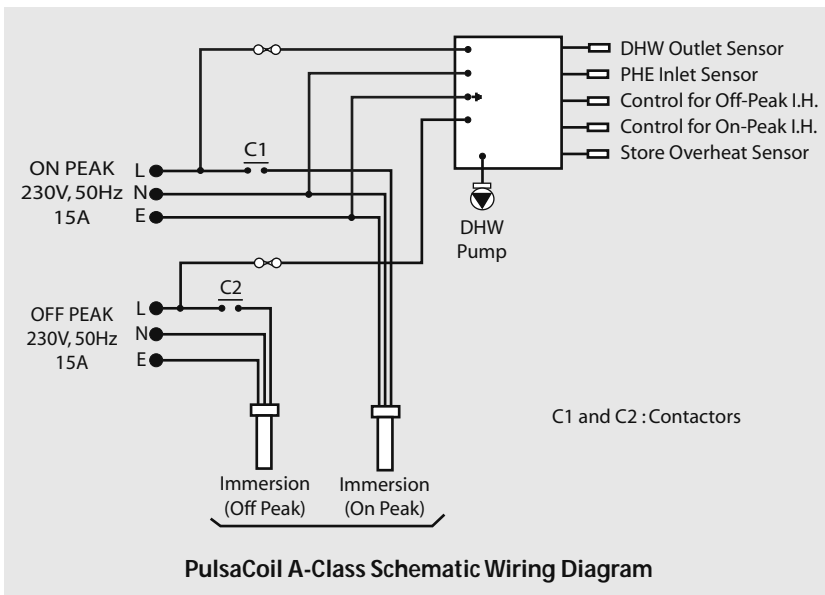 DHW Outlet Sensor
PHE Inlet Sensor
Control for Off-Peak I.H.
Control for On-Peak I.H.
Store Overheat Sensor
DHW
Pump
C1
ON PEAK
230V, 50Hz
15A
L
N
E
C2
OFF PEAK
230V, 50Hz
15A
L
N
E
C1 and C2 : Contactors
Immersion
(Off Peak)
Immersion
(On Peak)
PulsaCoil A-Class Schematic Wiring Diagram